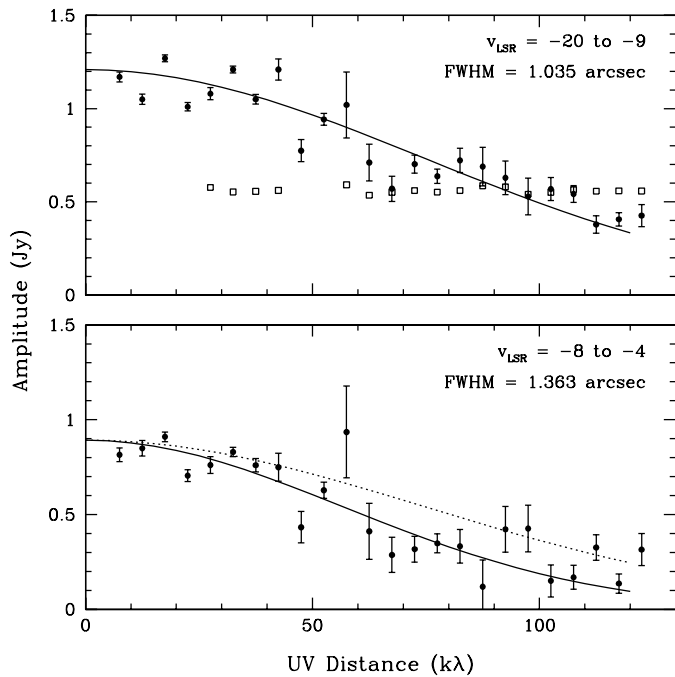 1.5
v_LSR = −20 to −9
FWHM = 1.035 arcsec
1
0.5
0
Amplitude (Jy)
1.5
v_LSR = −8 to −4
FWHM = 1.363 arcsec
1
0.5
0
0 50 100
UV Distance (kλ)